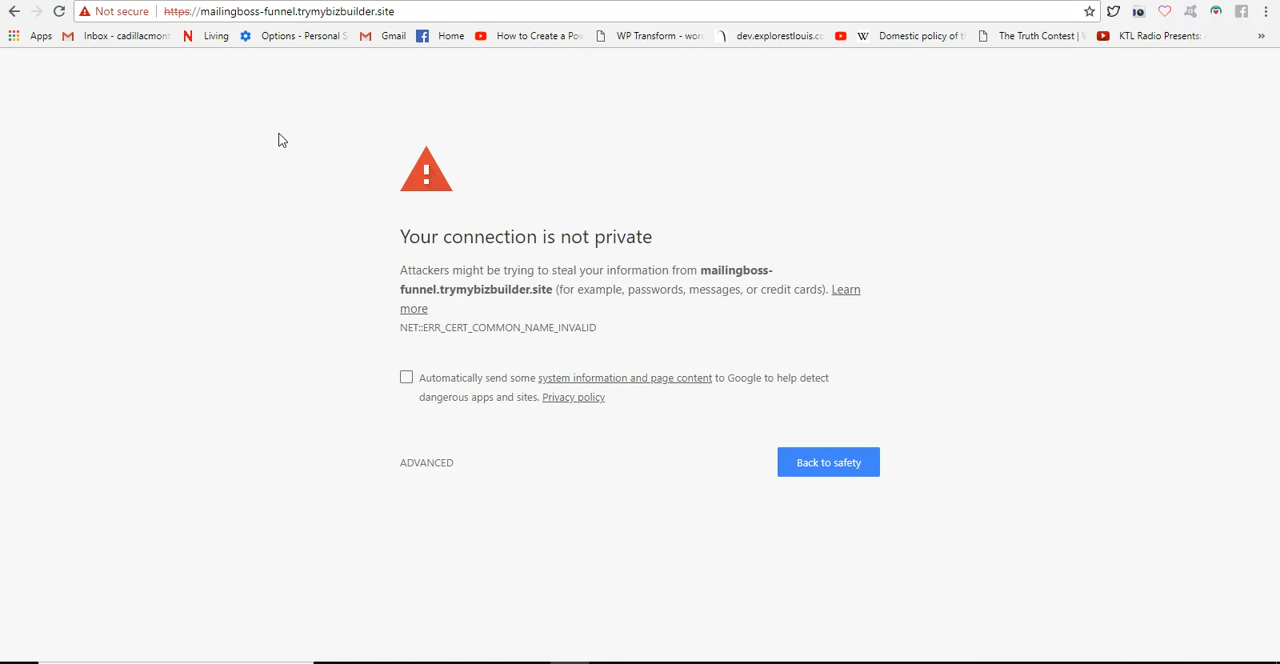 Not secure https://mailingboss-funnel.trymybizbuilder.site
Apps Inbox - cadillacmont Living Options - Personal S Gmail Home How to Create a Pow WP Transform - wor dev.explorestlouis.co Domestic policy of t The Truth Contest | KTL Radio Presents: »
Your connection is not private
Attackers might be trying to steal your information from mailingboss-
funnel.trymybizbuilder.site (for example, passwords, messages, or credit cards). Learn
more
NET::ERR_CERT_COMMON_NAME_INVALID
Automatically send some system information and page content to Google to help detect
dangerous apps and sites. Privacy policy
ADVANCED Back to safety